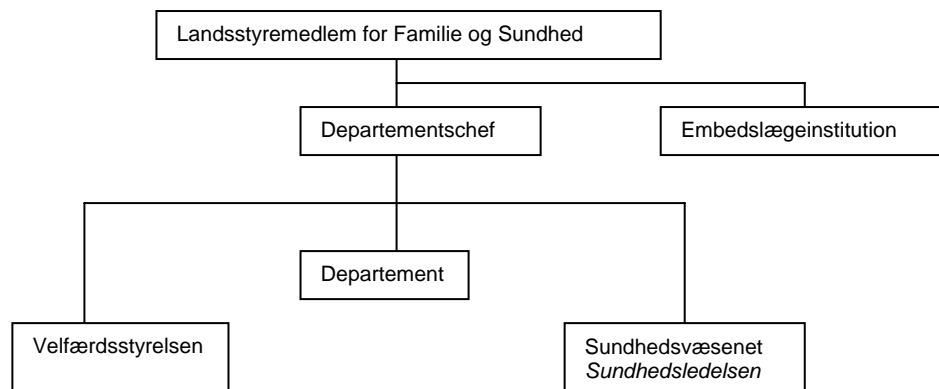 Landsstyremedlem for Familie og Sundhed
Departementschef
Embedslægeinstitution
Departement
Velfærdsstyrelsen
Sundhedsvæsenet
Sundhedsledelsen